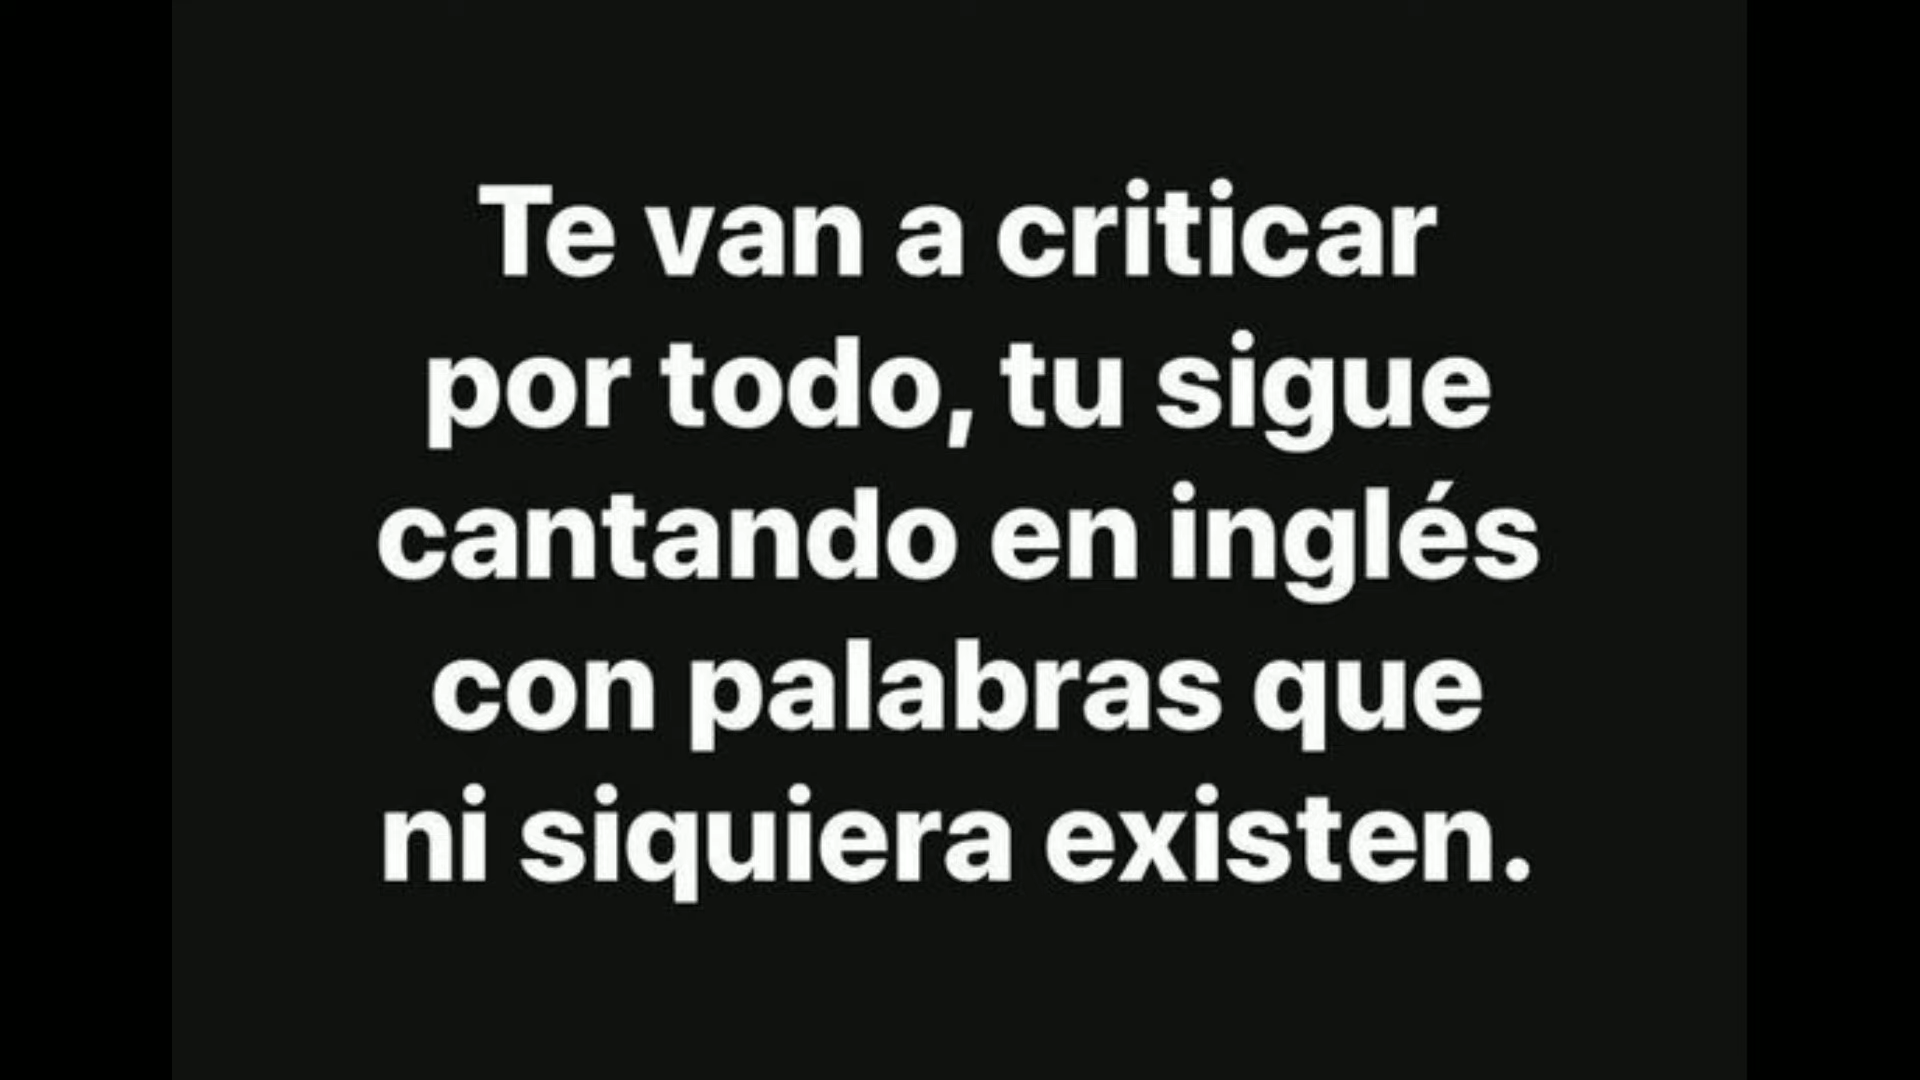 Te van a criticar
por todo, tu sigue
cantando en inglés
con palabras que
ni siquiera existen.